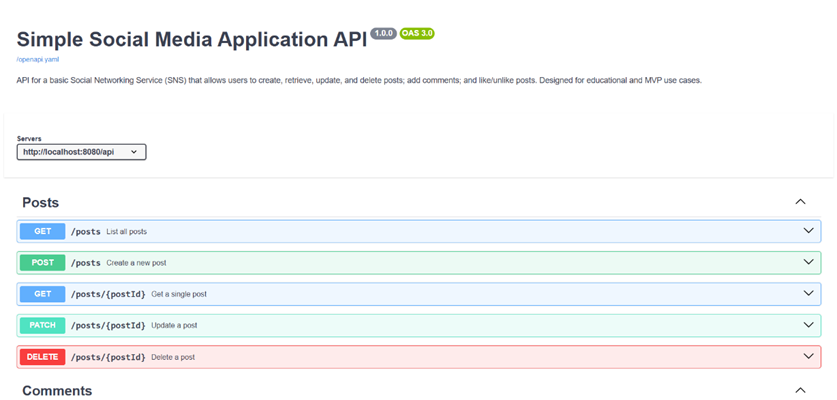 Simple Social Media Application API 1.0.0 OAS 3.0
/openapi.yaml
API for a basic Social Networking Service (SNS) that allows users to create, retrieve, update, and delete posts; add comments; and like/unlike posts. Designed for educational and MVP use cases.
Servers
http://localhost:8080/api
Posts
GET /posts List all posts
POST /posts Create a new post
GET /posts/{postId} Get a single post
PATCH /posts/{postId} Update a post
DELETE /posts/{postId} Delete a post
Comments